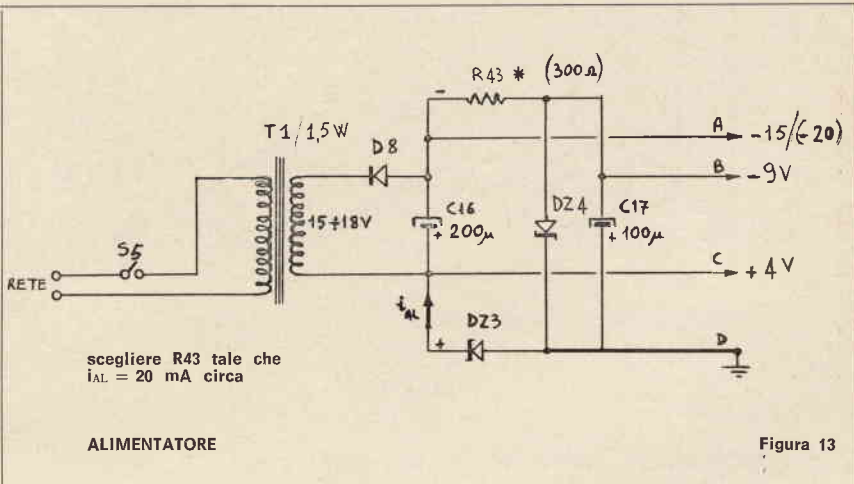 R43 * (300Ω)
-
T1/1,5W
D8
A -15/(-20)
B -9V
15÷18V
C16
+ 200µ
DZ4
C17
+ 100µ
S5
RETE
C +4V
iAL
DZ3
+
D
scegliere R43 tale che
iAL = 20 mA circa
ALIMENTATORE
Figura 13